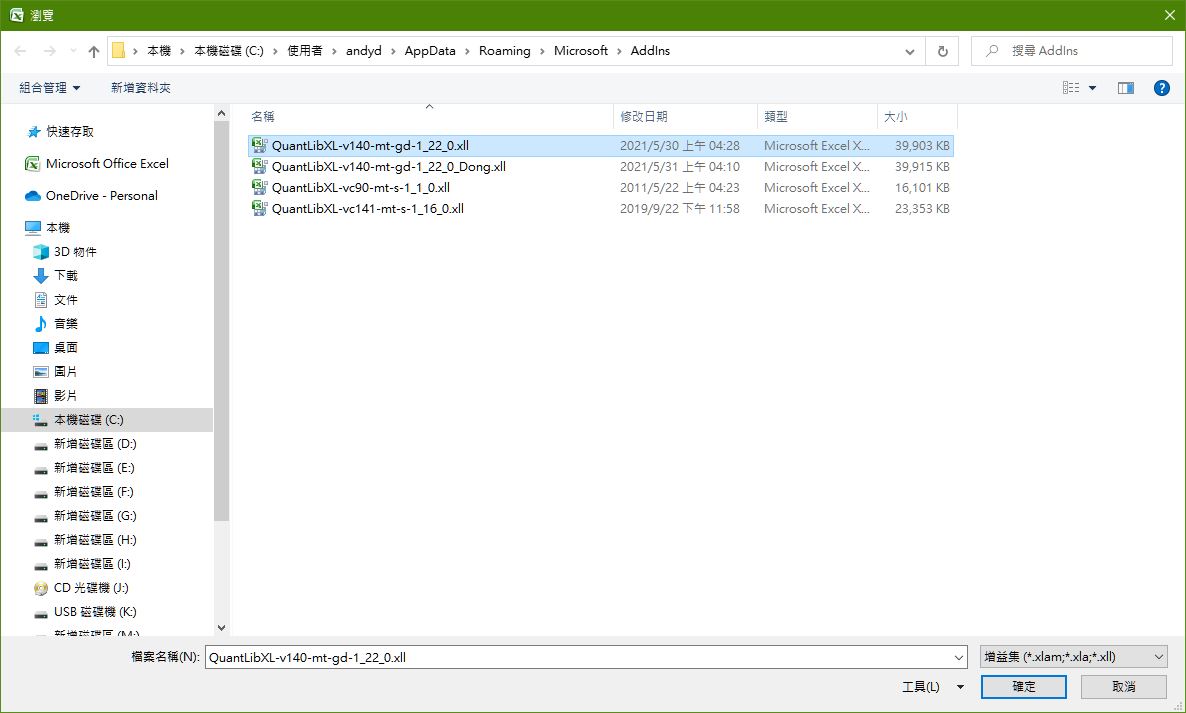 瀏覽
本機 › 本機磁碟 (C:) › 使用者 › andyd › AppData › Roaming › Microsoft › AddIns
搜尋 AddIns
組合管理
新增資料夾
快速存取
Microsoft Office Excel
OneDrive - Personal
本機
3D 物件
下載
文件
音樂
桌面
圖片
影片
本機磁碟 (C:)
新增磁碟區 (D:)
新增磁碟區 (E:)
新增磁碟區 (F:)
新增磁碟區 (G:)
新增磁碟區 (H:)
新增磁碟區 (I:)
CD 光碟機 (J:)
USB 磁碟機 (K:)
新增磁碟區 (M:)
名稱 修改日期 類型 大小
QuantLibXL-v140-mt-gd-1_22_0.xll 2021/5/30 上午 04:28 Microsoft Excel X... 39,903 KB
QuantLibXL-v140-mt-gd-1_22_0_Dong.xll 2021/5/31 上午 04:10 Microsoft Excel X... 39,915 KB
QuantLibXL-vc90-mt-s-1_1_0.xll 2011/5/22 上午 04:23 Microsoft Excel X... 16,101 KB
QuantLibXL-vc141-mt-s-1_16_0.xll 2019/9/22 下午 11:58 Microsoft Excel X... 23,353 KB
檔案名稱(N): QuantLibXL-v140-mt-gd-1_22_0.xll
增益集 (*.xlam;*.xla;*.xll)
工具(L)
確定
取消